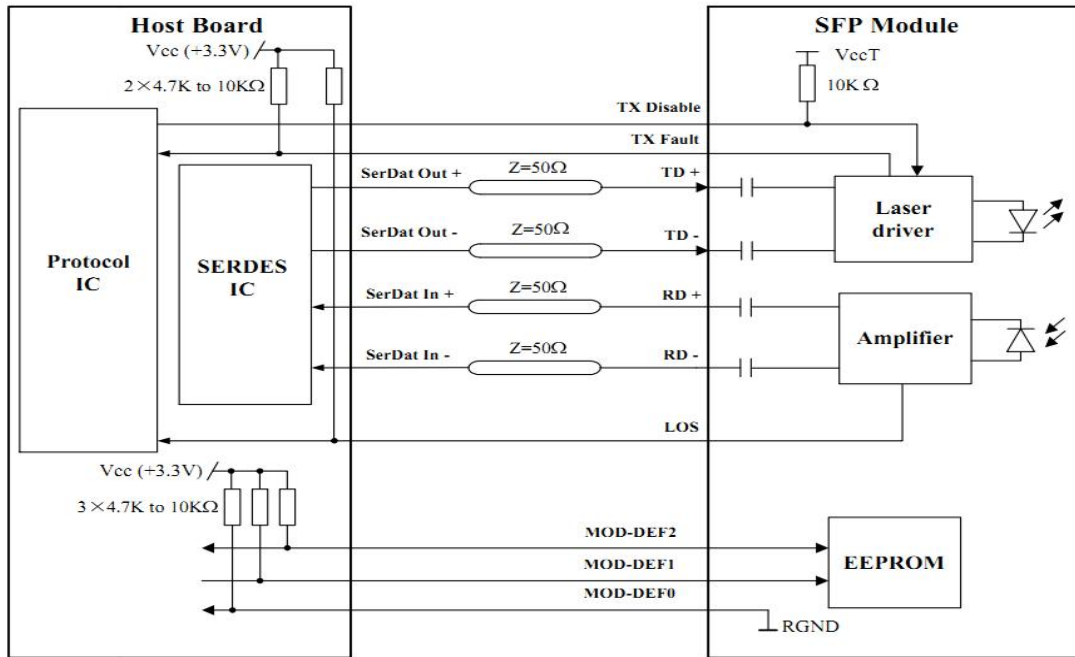 Host Board
SFP Module
Vcc (+3.3V)
2×4.7K to 10KΩ
VccT
10K Ω
TX Disable
TX Fault
SerDat Out +
Z=50Ω
TD +
SerDat Out -
Z=50Ω
TD -
Laser
driver
Protocol
IC
SERDES
IC
SerDat In +
Z=50Ω
RD +
SerDat In -
Z=50Ω
RD -
Amplifier
LOS
Vcc (+3.3V)
3×4.7K to 10KΩ
MOD-DEF2
MOD-DEF1
MOD-DEF0
EEPROM
RGND